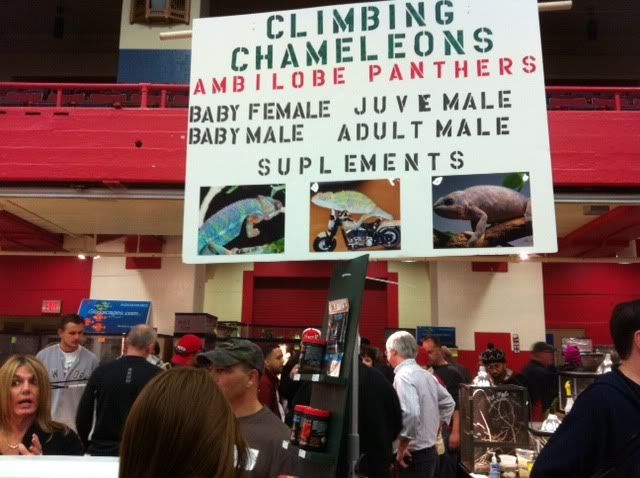 CLIMBING
CHAMELEONS
AMBILOBE PANTHERS
BABY FEMALE JUVE MALE
BABY MALE ADULT MALE
SUPLEMENTS